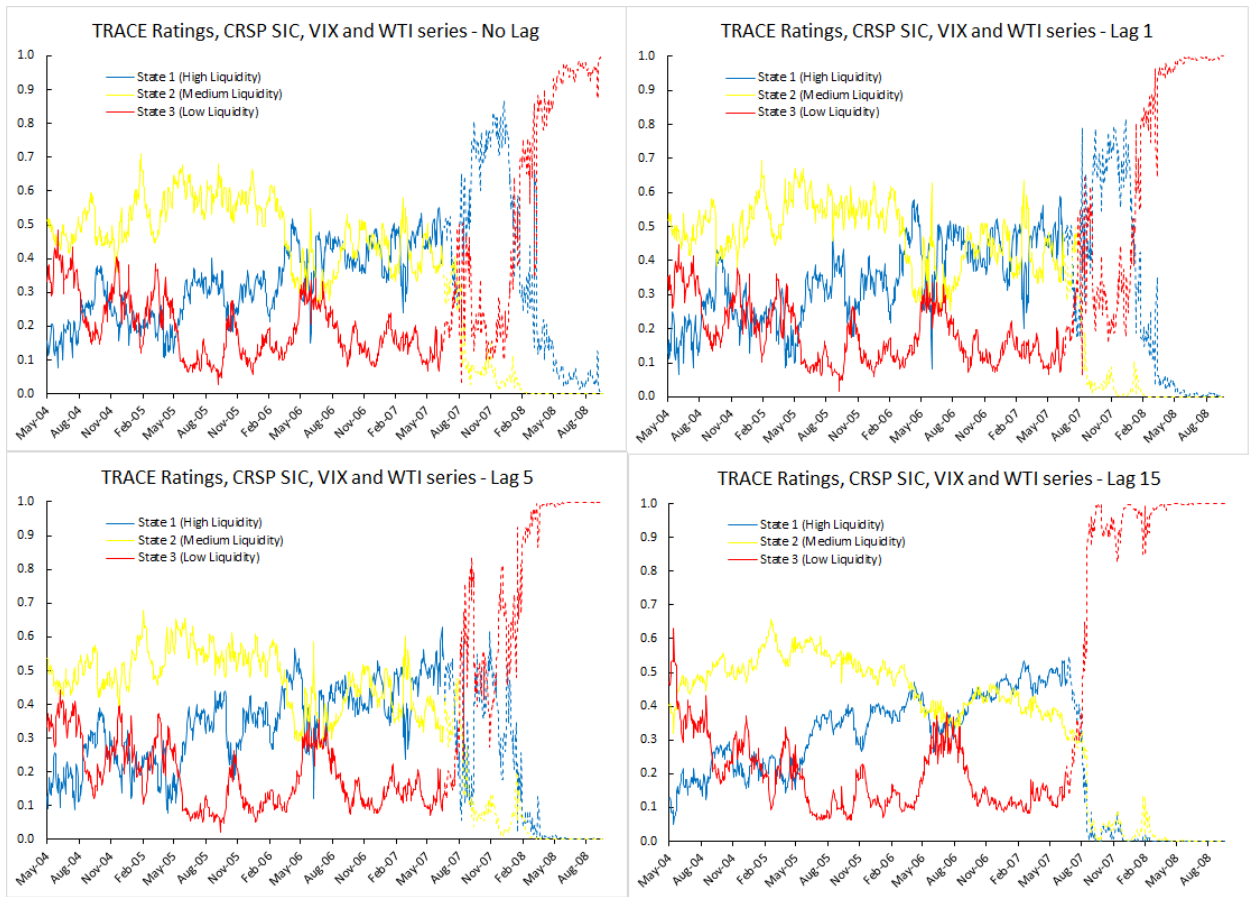 TRACE Ratings, CRSP SIC, VIX and WTI series - No Lag
1.0
0.9
0.8
0.7
0.6
0.5
0.4
0.3
0.2
0.1
0.0
State 1 (High Liquidity)
State 2 (Medium Liquidity)
State 3 (Low Liquidity)
May-04 Aug-04 Nov-04 Feb-05 May-05 Aug-05 Nov-05 Feb-06 May-06 Aug-06 Nov-06 Feb-07 May-07 Aug-07 Nov-07 Feb-08 May-08 Aug-08
TRACE Ratings, CRSP SIC, VIX and WTI series - Lag 1
1.0
0.9
0.8
0.7
0.6
0.5
0.4
0.3
0.2
0.1
0.0
State 1 (High Liquidity)
State 2 (Medium Liquidity)
State 3 (Low Liquidity)
May-04 Aug-04 Nov-04 Feb-05 May-05 Aug-05 Nov-05 Feb-06 May-06 Aug-06 Nov-06 Feb-07 May-07 Aug-07 Nov-07 Feb-08 May-08 Aug-08
TRACE Ratings, CRSP SIC, VIX and WTI series - Lag 5
1.0
0.9
0.8
0.7
0.6
0.5
0.4
0.3
0.2
0.1
0.0
State 1 (High Liquidity)
State 2 (Medium Liquidity)
State 3 (Low Liquidity)
May-04 Aug-04 Nov-04 Feb-05 May-05 Aug-05 Nov-05 Feb-06 May-06 Aug-06 Nov-06 Feb-07 May-07 Aug-07 Nov-07 Feb-08 May-08 Aug-08
TRACE Ratings, CRSP SIC, VIX and WTI series - Lag 15
1.0
0.9
0.8
0.7
0.6
0.5
0.4
0.3
0.2
0.1
0.0
State 1 (High Liquidity)
State 2 (Medium Liquidity)
State 3 (Low Liquidity)
May-04 Aug-04 Nov-04 Feb-05 May-05 Aug-05 Nov-05 Feb-06 May-06 Aug-06 Nov-06 Feb-07 May-07 Aug-07 Nov-07 Feb-08 May-08 Aug-08